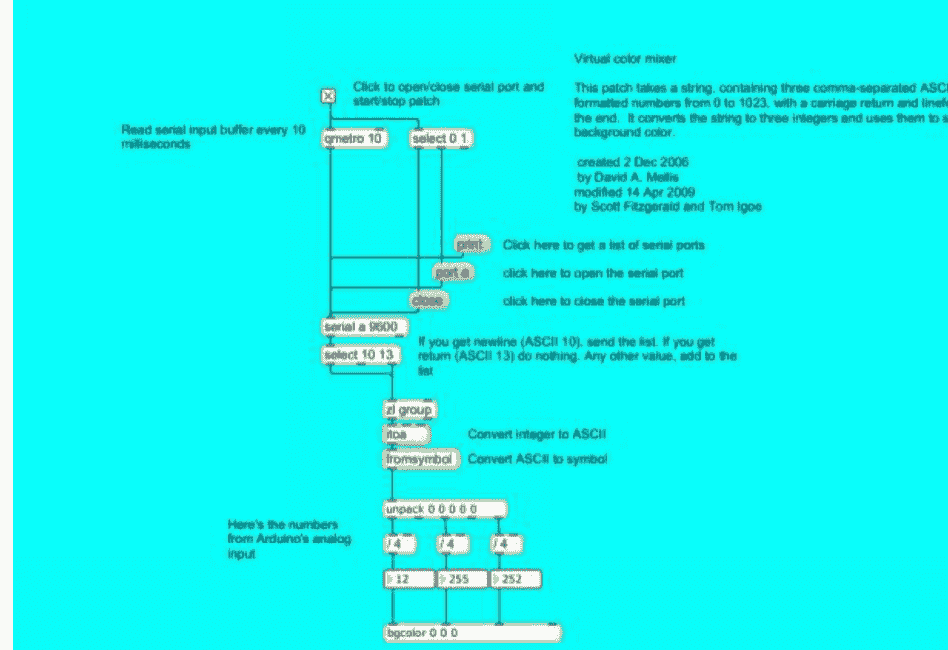 Virtual color mixer
Click to open/close serial port and
start/stop patch
This patch takes a string, containing three comma-separated ASCI
formatted numbers from 0 to 1023, with a carriage return and linefe
the end. It converts the string to three integers and uses them to s
background color.
Read serial input buffer every 10
milliseconds
qmetro 10
select 0 1
created 2 Dec 2006
by David A. Mellis
modified 14 Apr 2009
by Scott Fitzgerald and Tom Igoe
print
Click here to get a list of serial ports
port a
click here to open the serial port
close
click here to close the serial port
serial a 9600
select 10 13
If you get newline (ASCII 10), send the list. If you get
return (ASCII 13) do nothing. Any other value, add to the
list
zl group
itoa
Convert integer to ASCII
fromsymbol
Convert ASCII to symbol
unpack 0 0 0 0 0
Here's the numbers
from Arduino's analog
input
/ 4
/ 4
/ 4
12
255
252
bgcolor 0 0 0